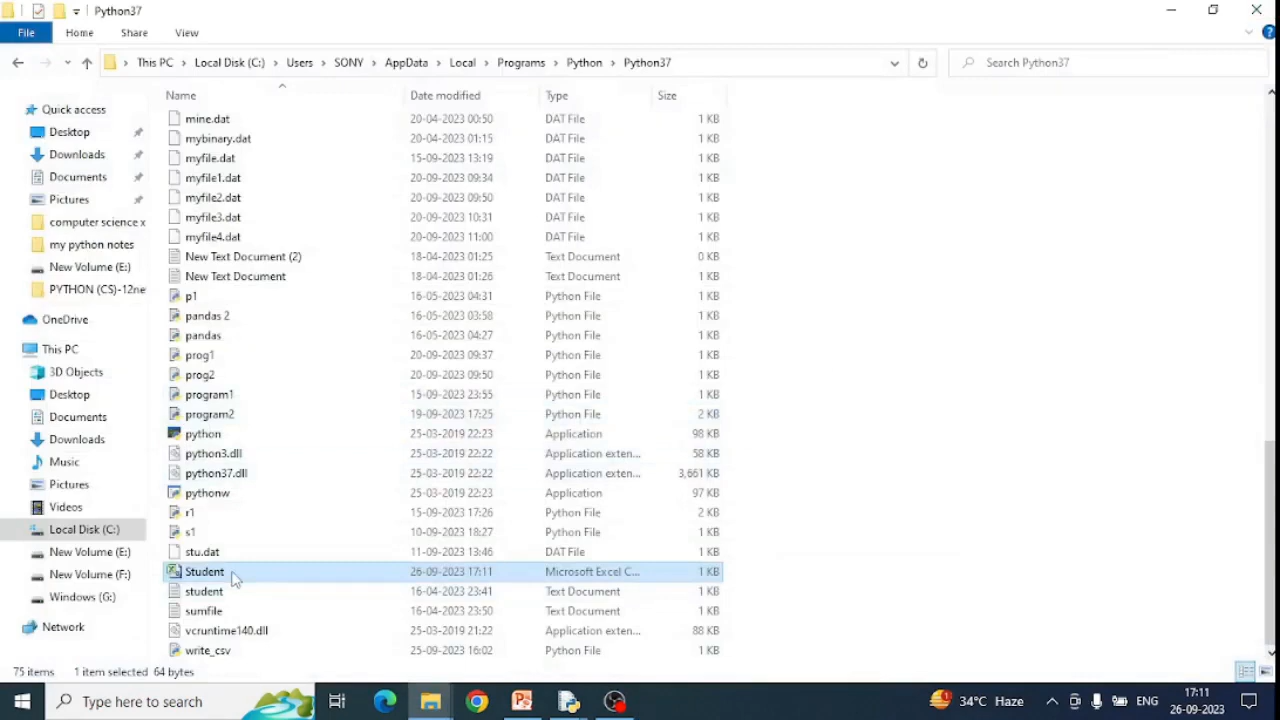 Python37
File Home Share View
This PC Local Disk (C:) Users SONY AppData Local Programs Python Python37 Search Python37
Name Date modified Type Size
Quick access
Desktop
Downloads
Documents
Pictures
computer science x
my python notes
New Volume (E:)
PYTHON (CS)-12ne
OneDrive
This PC
3D Objects
Desktop
Documents
Downloads
Music
Pictures
Videos
Local Disk (C:)
New Volume (E:)
New Volume (F:)
Windows (G:)
Network
mine.dat 20-04-2023 00:50 DAT File 1 KB
mybinary.dat 20-04-2023 01:15 DAT File 1 KB
myfile.dat 15-09-2023 13:19 DAT File 1 KB
myfile1.dat 20-09-2023 09:34 DAT File 1 KB
myfile2.dat 20-09-2023 09:50 DAT File 1 KB
myfile3.dat 20-09-2023 10:31 DAT File 1 KB
myfile4.dat 20-09-2023 11:00 DAT File 1 KB
New Text Document (2) 18-04-2023 01:25 Text Document 0 KB
New Text Document 18-04-2023 01:26 Text Document 1 KB
p1 16-05-2023 04:31 Python File 1 KB
pandas 2 16-05-2023 03:58 Python File 1 KB
pandas 16-05-2023 04:27 Python File 1 KB
prog1 20-09-2023 09:37 Python File 1 KB
prog2 20-09-2023 09:50 Python File 1 KB
program1 15-09-2023 23:55 Python File 1 KB
program2 19-09-2023 17:25 Python File 2 KB
python 25-03-2019 22:23 Application 98 KB
python3.dll 25-03-2019 22:22 Application exten... 58 KB
python37.dll 25-03-2019 22:22 Application exten... 3,661 KB
pythonw 25-03-2019 22:23 Application 97 KB
r1 15-09-2023 17:26 Python File 2 KB
s1 10-09-2023 18:27 Python File 1 KB
stu.dat 11-09-2023 13:46 DAT File 1 KB
Student 26-09-2023 17:11 Microsoft Excel C... 1 KB
student 16-04-2023 23:41 Text Document 1 KB
sumfile 16-04-2023 23:50 Text Document 1 KB
vcruntime140.dll 25-03-2019 21:22 Application exten... 88 KB
write_csv 25-09-2023 16:02 Python File 1 KB
75 items 1 item selected 64 bytes
Type here to search 34°C Haze ENG 17:11
26-09-2023